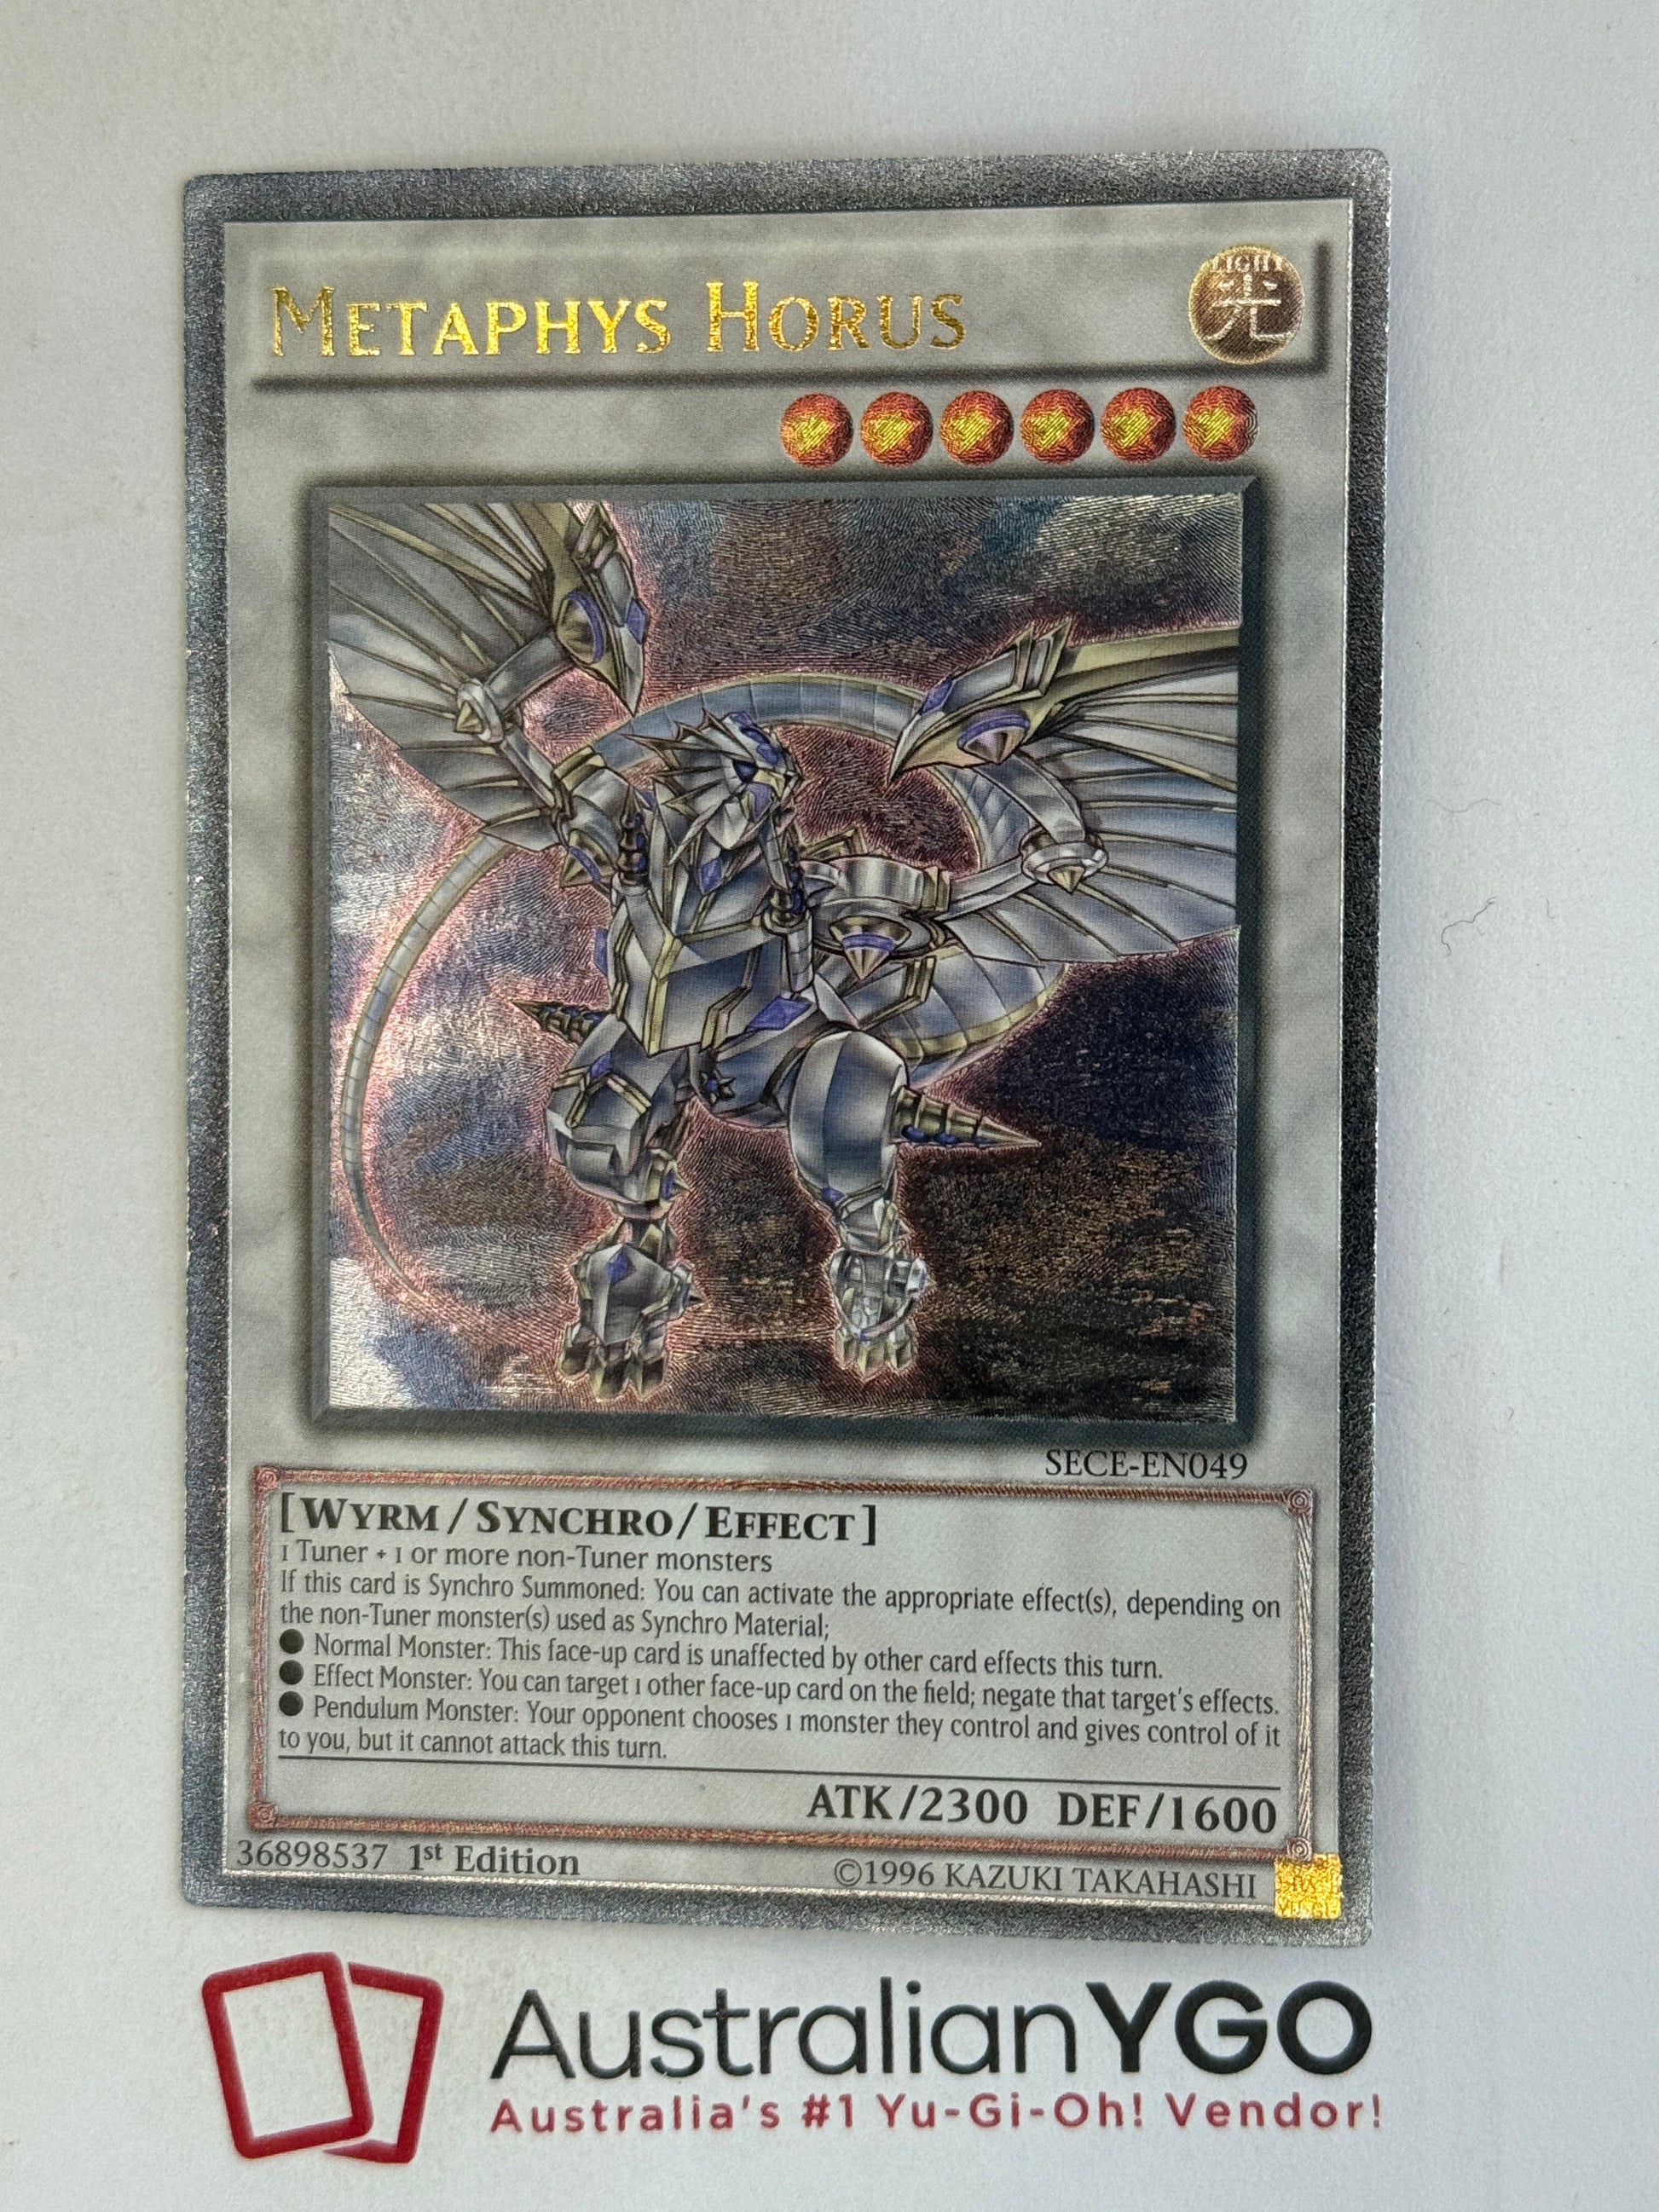 METAPHYS HORUS
LIGHT
光
SECE-EN049
[WYRM/SYNCHRO/EFFECT]
1 Tuner + 1 or more non-Tuner monsters
If this card is Synchro Summoned: You can activate the appropriate effect(s), depending on
the non-Tuner monster(s) used as Synchro Material;
● Normal Monster: This face-up card is unaffected by other card effects this turn.
● Effect Monster: You can target 1 other face-up card on the field; negate that target's effects.
● Pendulum Monster: Your opponent chooses 1 monster they control and gives control of it
to you, but it cannot attack this turn.
ATK/2300 DEF/1600
36898537 1st Edition
©1996 KAZUKI TAKAHASHI
AustralianYGO
Australia's #1 Yu-Gi-Oh! Vendor!